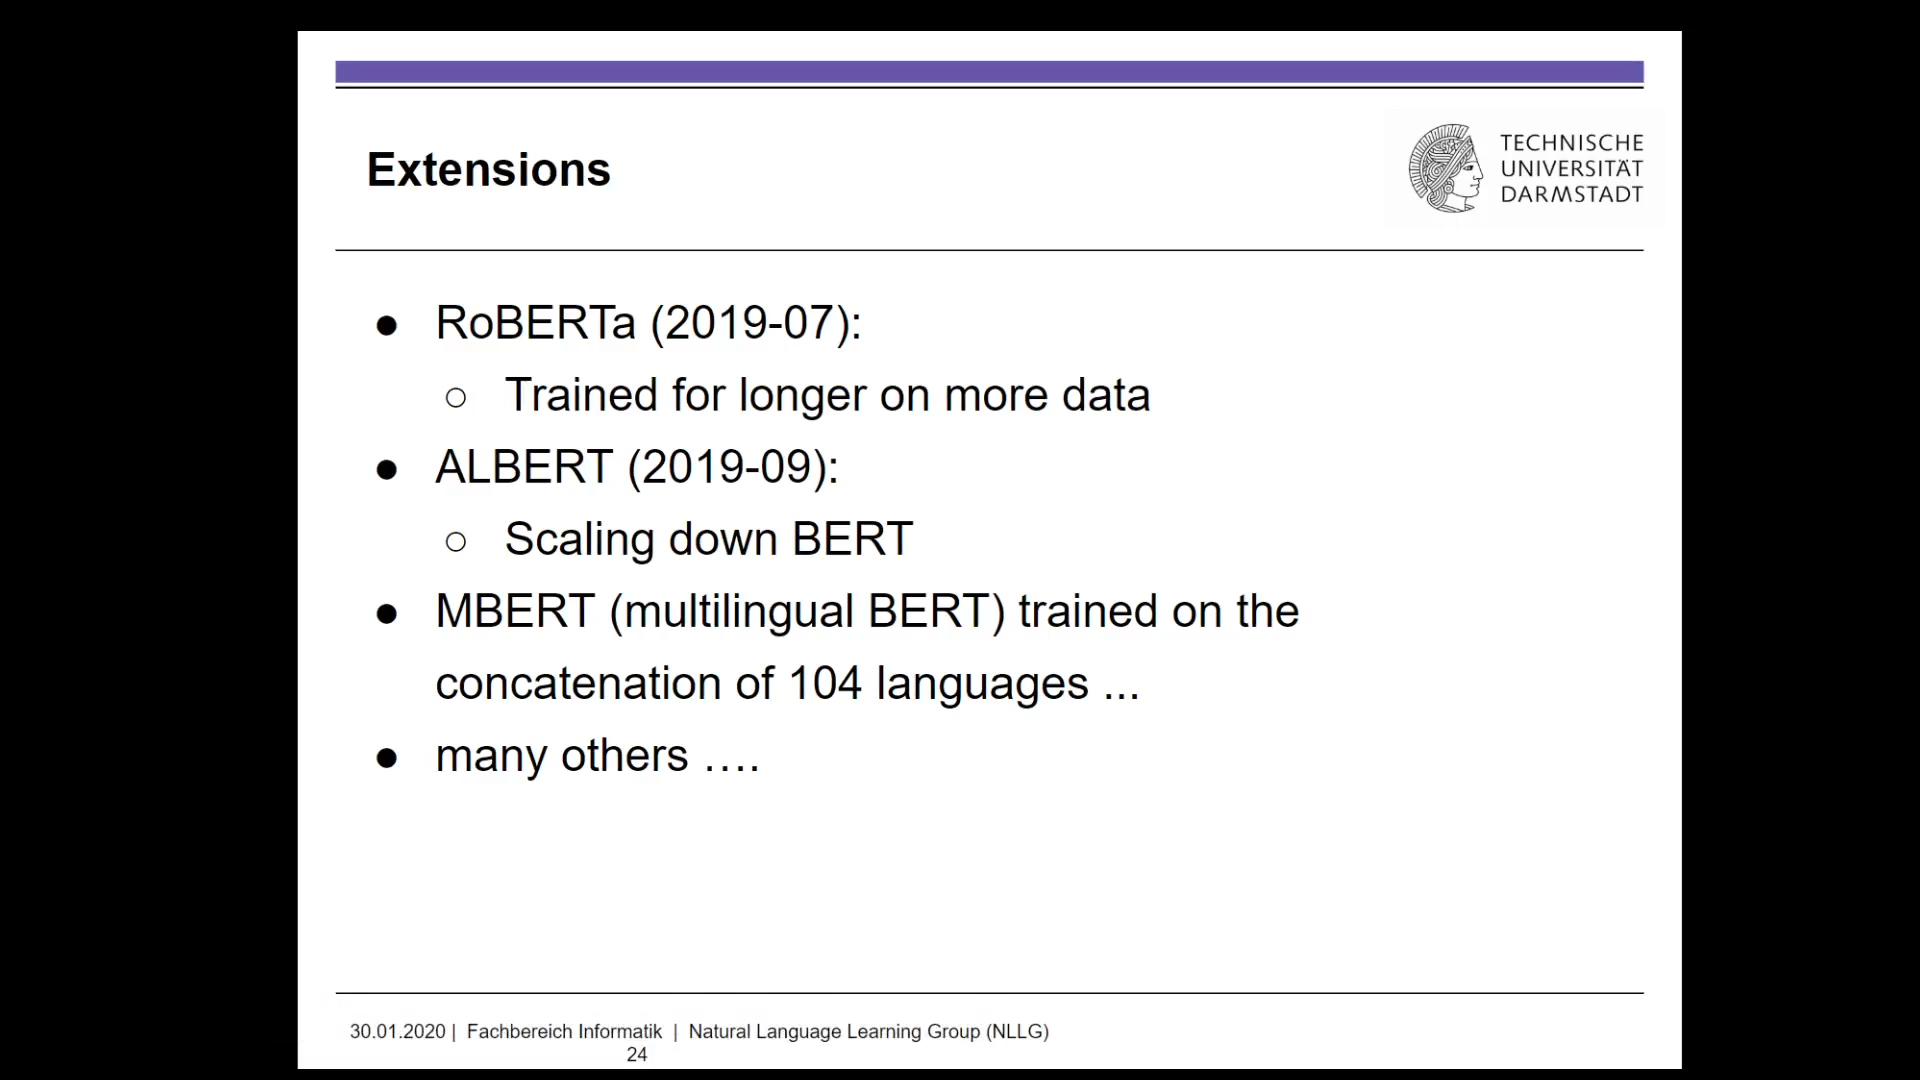 Extensions
TECHNISCHE
UNIVERSITÄT
DARMSTADT
● RoBERTa (2019-07):
○ Trained for longer on more data
● ALBERT (2019-09):
○ Scaling down BERT
● MBERT (multilingual BERT) trained on the
concatenation of 104 languages ...
● many others ….
30.01.2020 | Fachbereich Informatik | Natural Language Learning Group (NLLG)
24